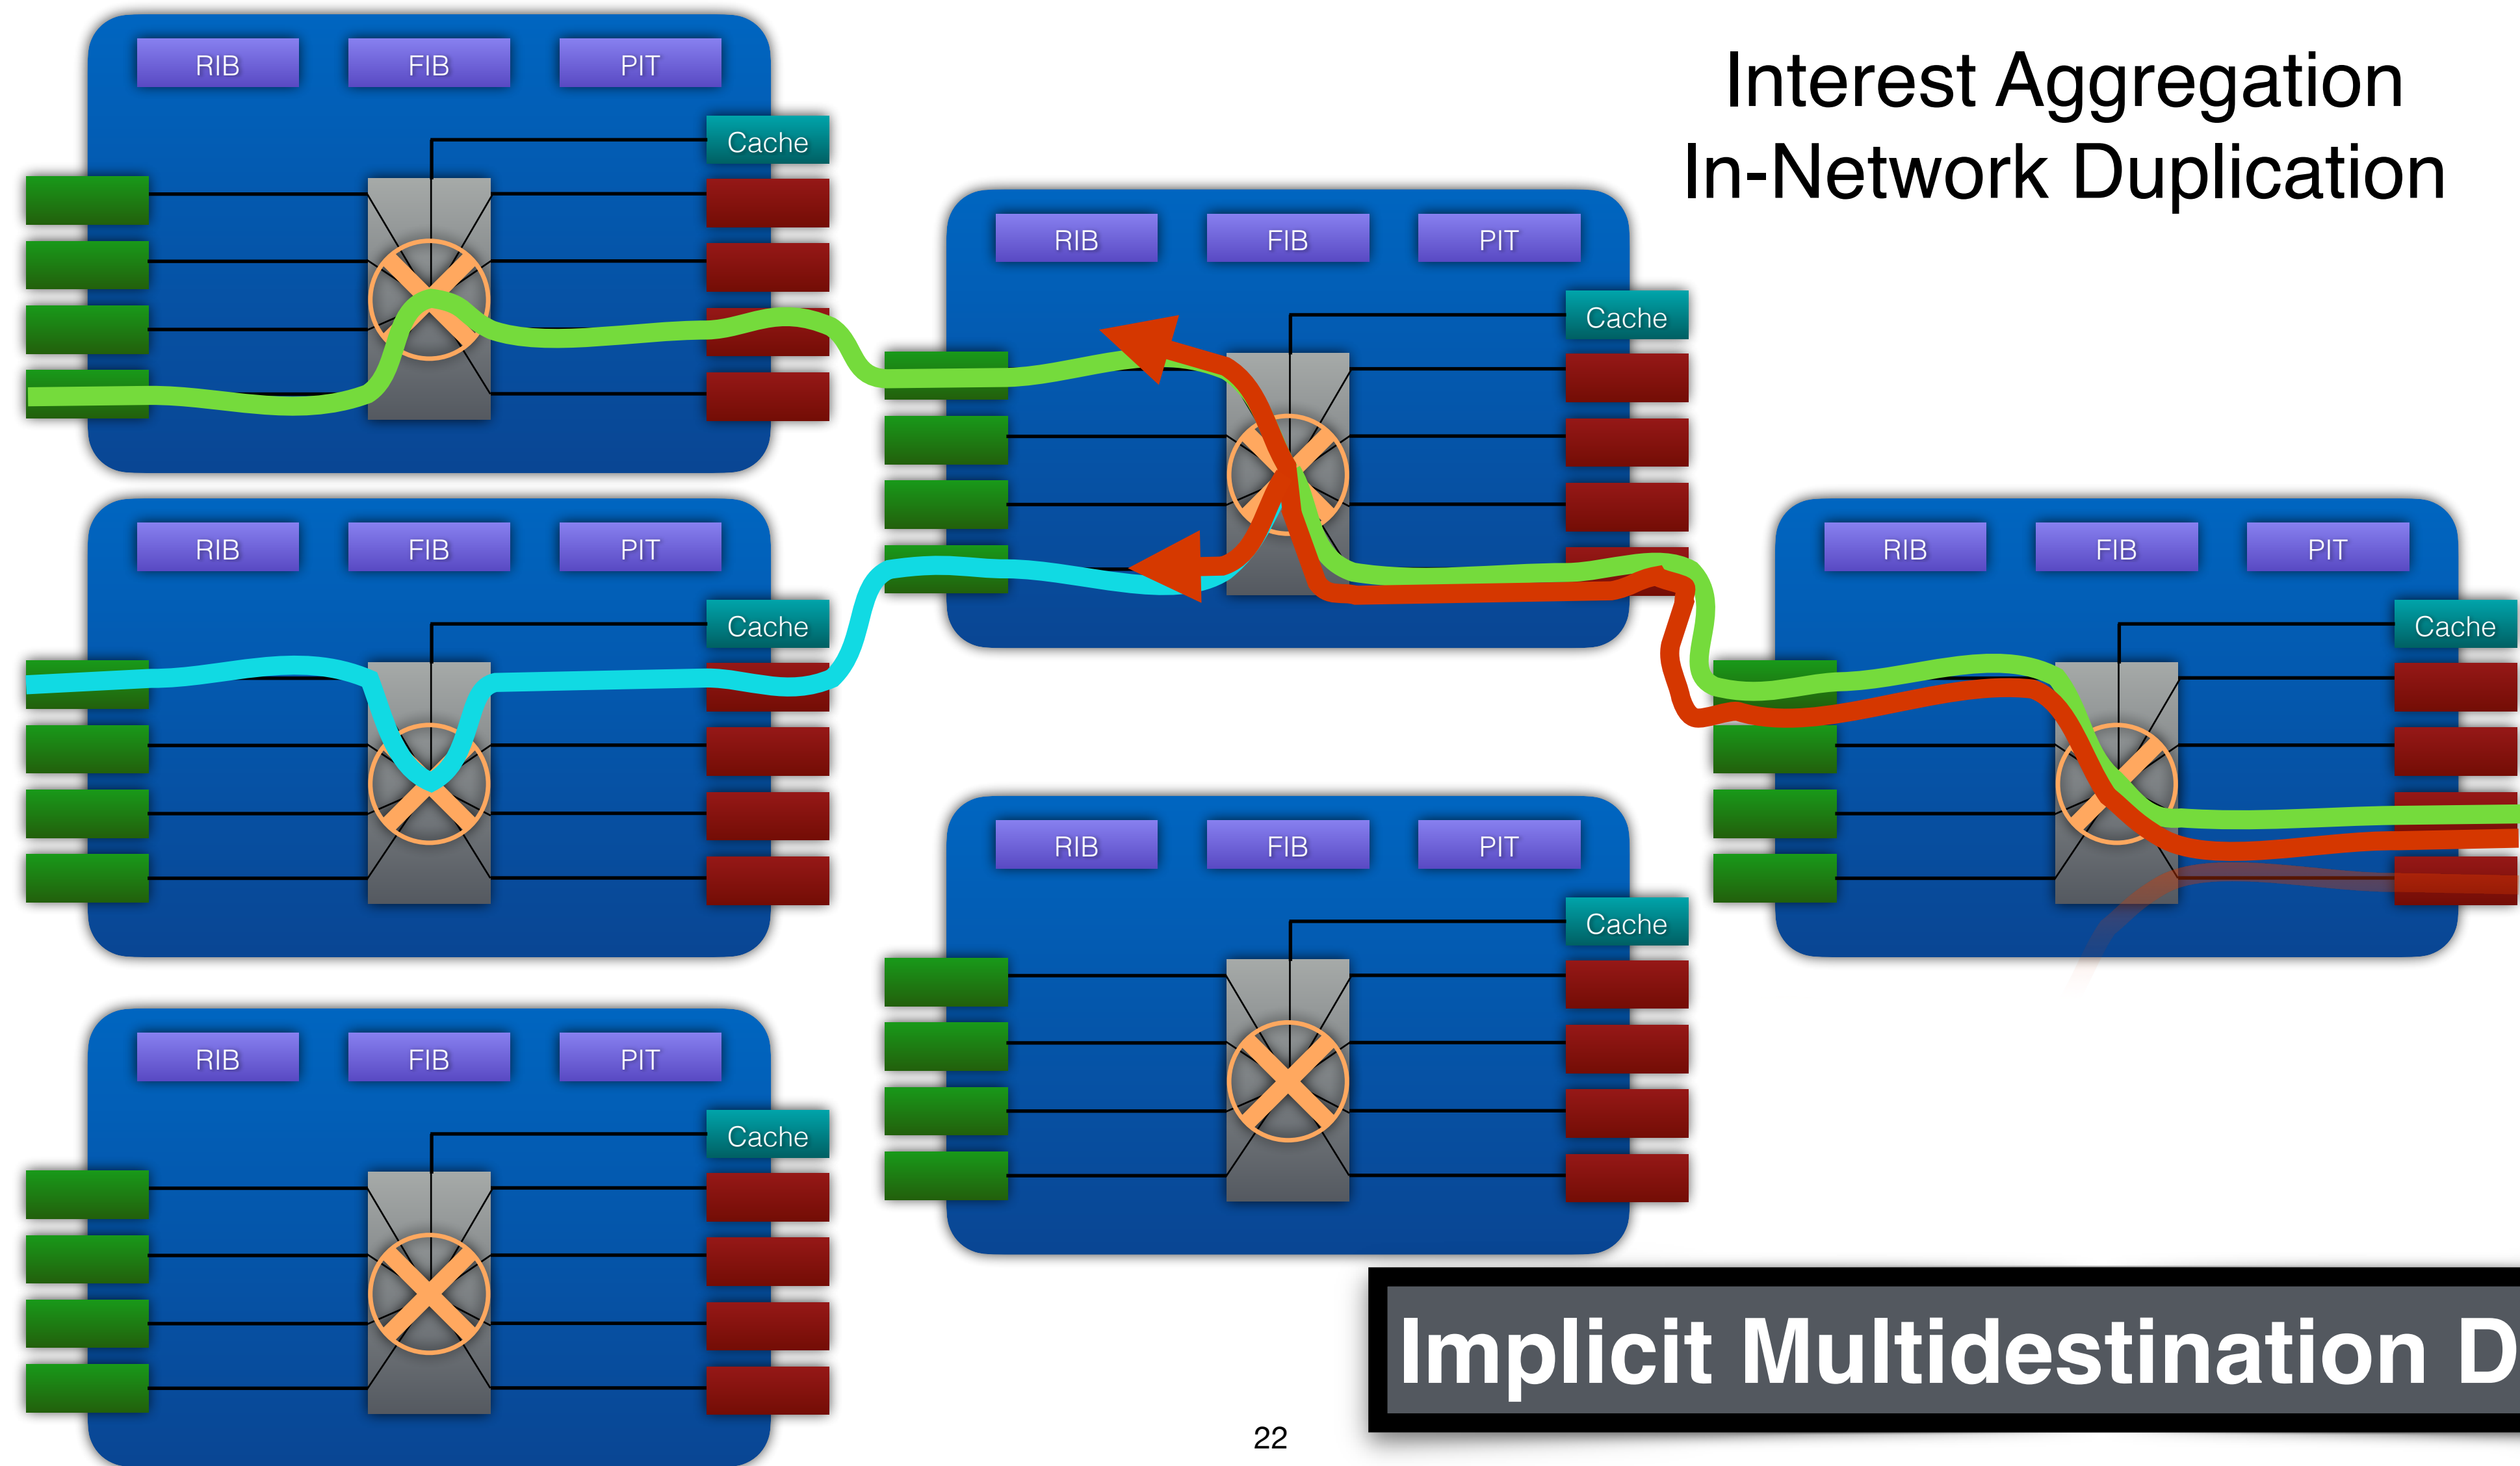 Interest Aggregation
In-Network Duplication
RIB FIB PIT
Cache
RIB FIB PIT
Cache
RIB FIB PIT
Cache
RIB FIB PIT
Cache
RIB FIB PIT
Cache
RIB FIB PIT
Cache
Implicit Multidestination D
22